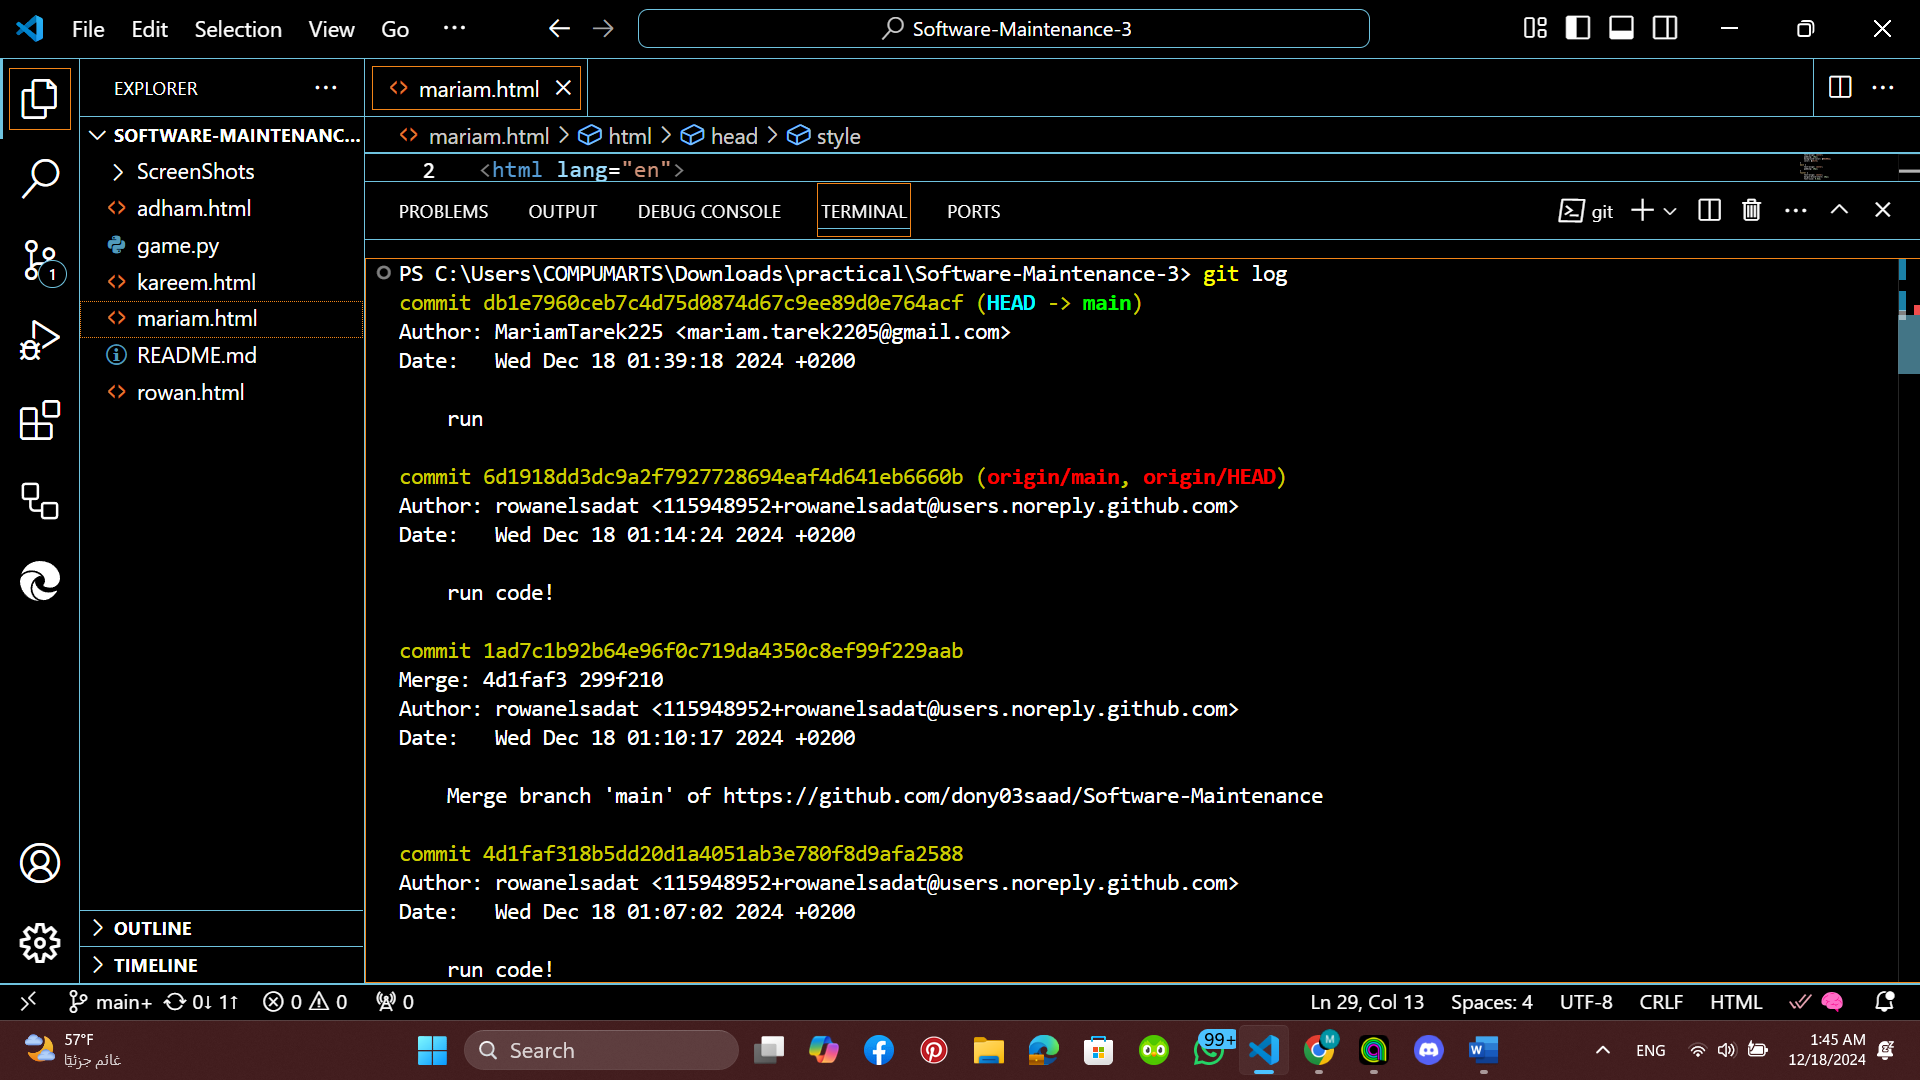 File Edit Selection View Go ···
Software-Maintenance-3
EXPLORER
SOFTWARE-MAINTENANC...
ScreenShots
adham.html
game.py
kareem.html
mariam.html
README.md
rowan.html
OUTLINE
TIMELINE
1
mariam.html
mariam.html > html > head > style
2 <html lang="en">
PROBLEMS OUTPUT DEBUG CONSOLE TERMINAL PORTS
git
PS C:\Users\COMPUMARTS\Downloads\practical\Software-Maintenance-3> git log
commit db1e7960ceb7c4d75d0874d67c9ee89d0e764acf (HEAD -> main)
Author: MariamTarek225 <mariam.tarek2205@gmail.com>
Date:   Wed Dec 18 01:39:18 2024 +0200
run
commit 6d1918dd3dc9a2f7927728694eaf4d641eb6660b (origin/main, origin/HEAD)
Author: rowanelsadat <115948952+rowanelsadat@users.noreply.github.com>
Date:   Wed Dec 18 01:14:24 2024 +0200
run code!
commit 1ad7c1b92b64e96f0c719da4350c8ef99f229aab
Merge: 4d1faf3 299f210
Author: rowanelsadat <115948952+rowanelsadat@users.noreply.github.com>
Date:   Wed Dec 18 01:10:17 2024 +0200
Merge branch 'main' of https://github.com/dony03saad/Software-Maintenance
commit 4d1faf318b5dd20d1a4051ab3e780f8d9afa2588
Author: rowanelsadat <115948952+rowanelsadat@users.noreply.github.com>
Date:   Wed Dec 18 01:07:02 2024 +0200
run code!
main+ 0↓ 1↑ 0 0 0
Ln 29, Col 13 Spaces: 4 UTF-8 CRLF HTML
57°F
غائم جزئيًا
Search
99+
M
ENG
1:45 AM
12/18/2024